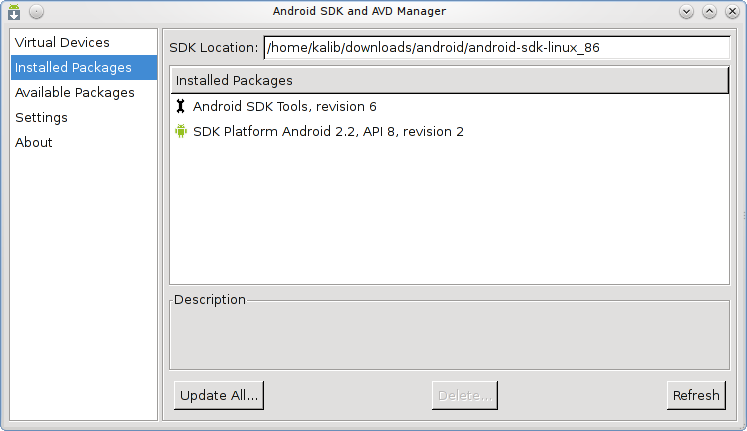 Android SDK and AVD Manager
Virtual Devices
Installed Packages
Available Packages
Settings
About
SDK Location: /home/kalib/downloads/android/android-sdk-linux_86
Installed Packages
Android SDK Tools, revision 6
SDK Platform Android 2.2, API 8, revision 2
Description
Update All... Delete... Refresh